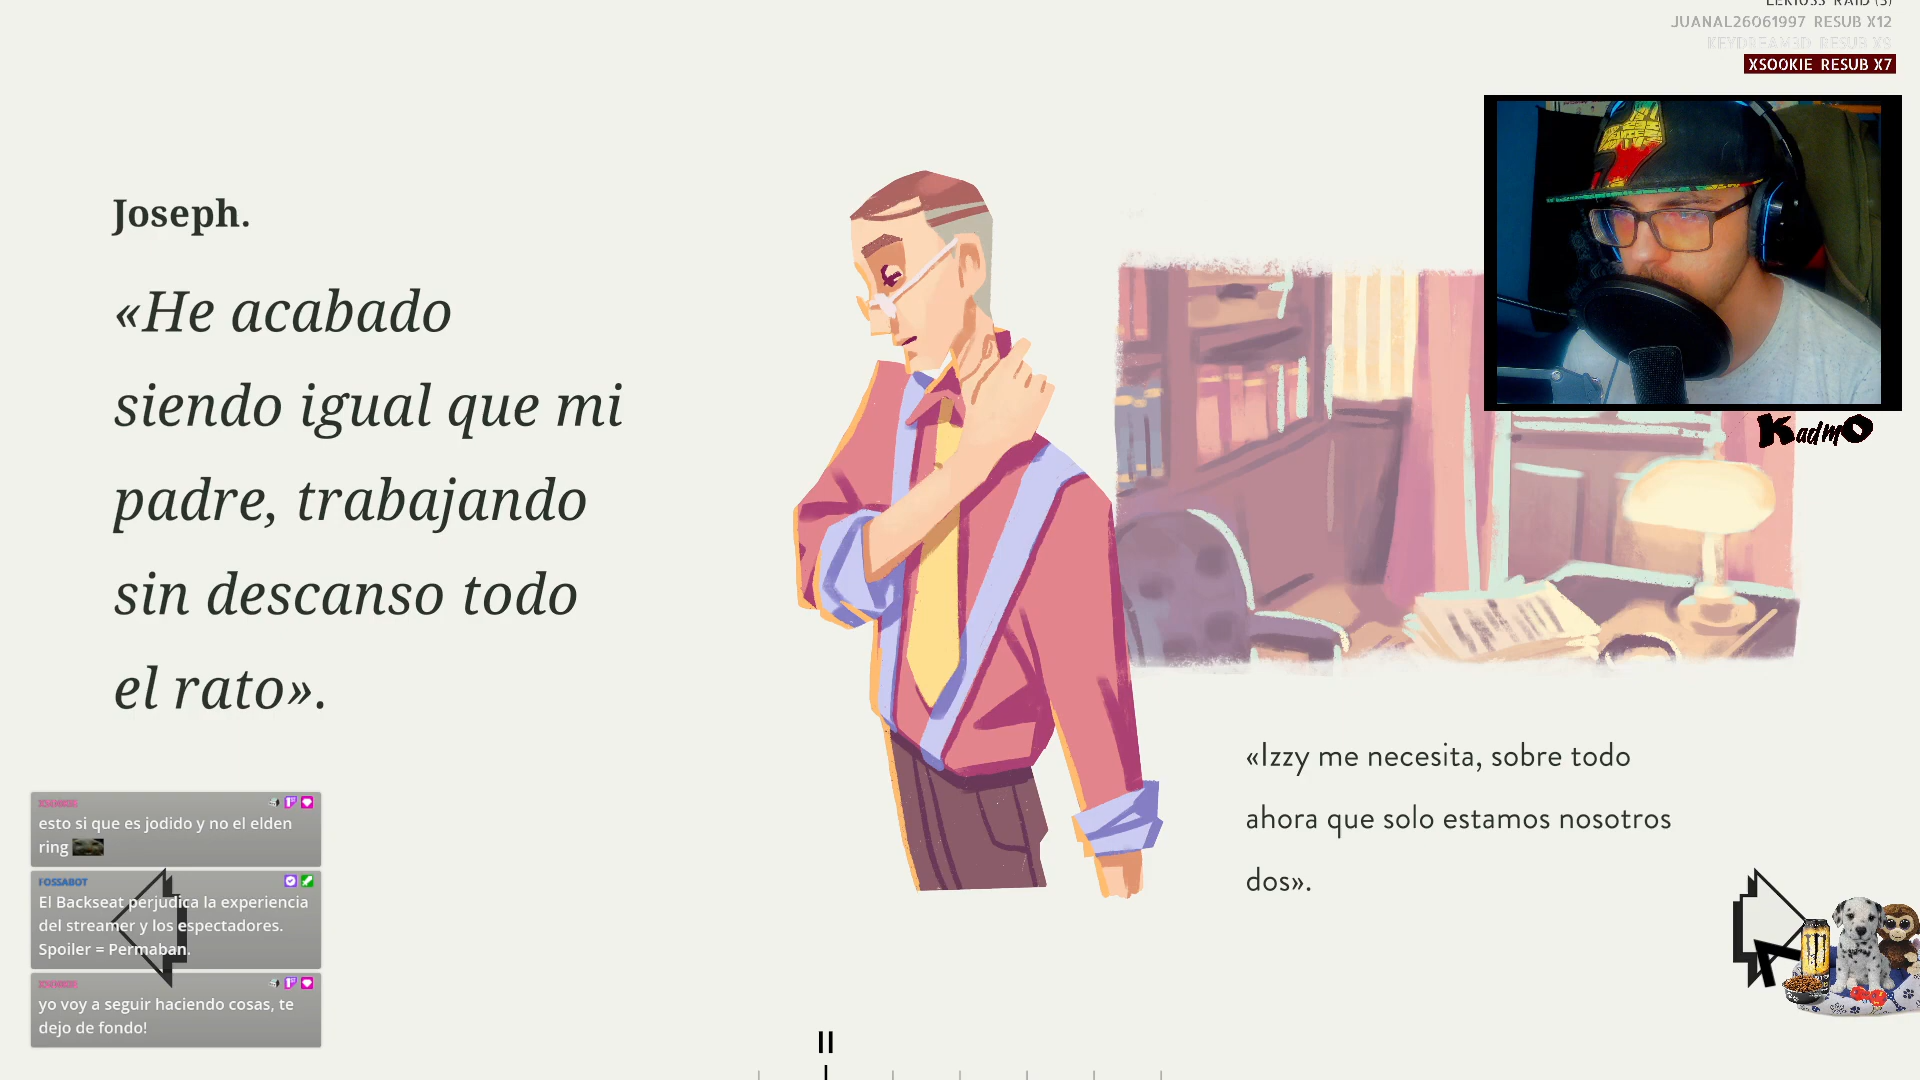 JUANAL26061997 RESUB X12
XSOOKIE RESUB X7
KadmO
Joseph.
«He acabado
siendo igual que mi
padre, trabajando
sin descanso todo
el rato».
«Izzy me necesita, sobre todo
ahora que solo estamos nosotros
dos».
esto si que es jodido y no el elden
ring
FOSSABOT
El Backseat perjudica la experiencia
del streamer y los espectadores.
Spoiler = Permaban.
yo voy a seguir haciendo cosas, te
dejo de fondo!
II